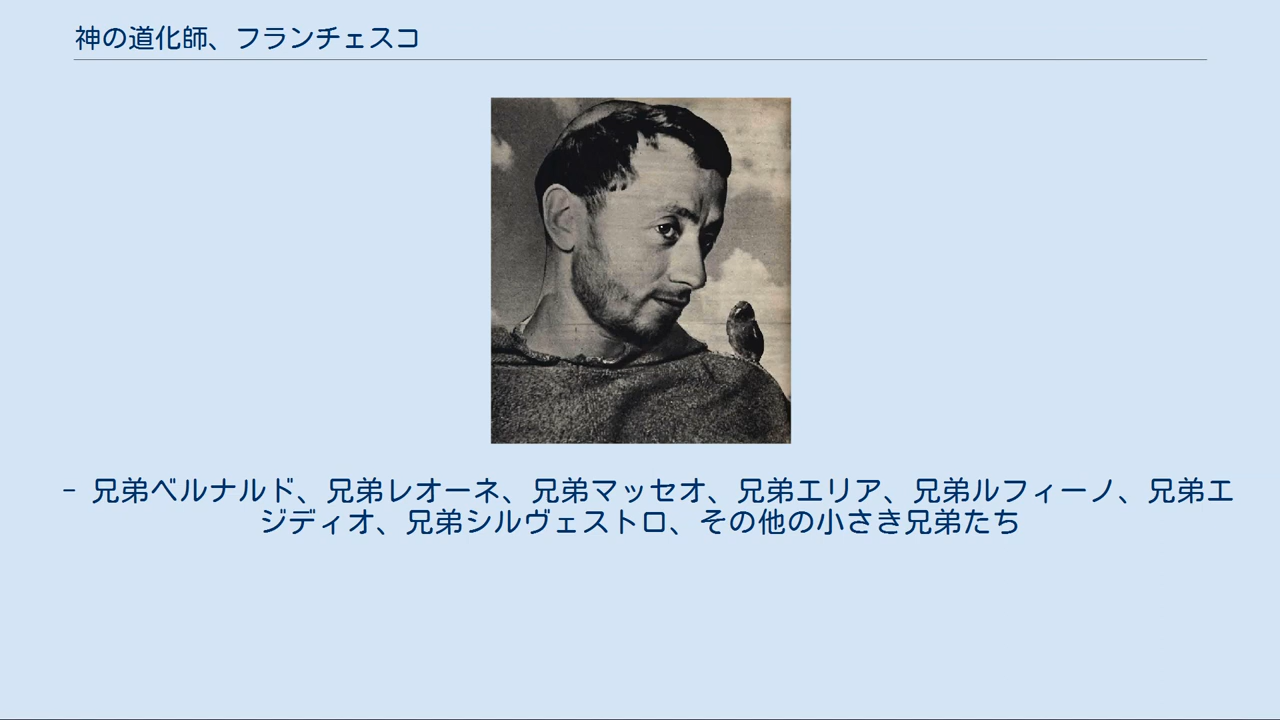 神の道化師、フランチェスコ
- 兄弟ベルナルド、兄弟レオーネ、兄弟マッセオ、兄弟エリア、兄弟ルフィーノ、兄弟エ
ジディオ、兄弟シルヴェストロ、その他の小さき兄弟たち